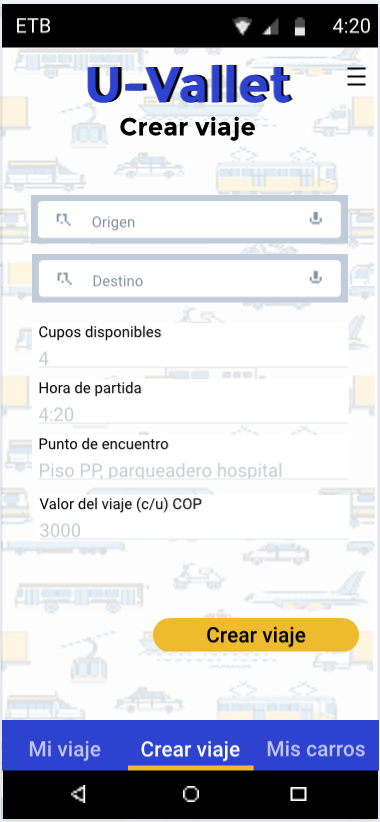 ETB 4:20
U-Vallet
Crear viaje
Origen
Destino
Cupos disponibles
4
Hora de partida
4:20
Punto de encuentro
Piso PP, parqueadero hospital
Valor del viaje (c/u) COP
3000
Crear viaje
Mi viaje Crear viaje Mis carros